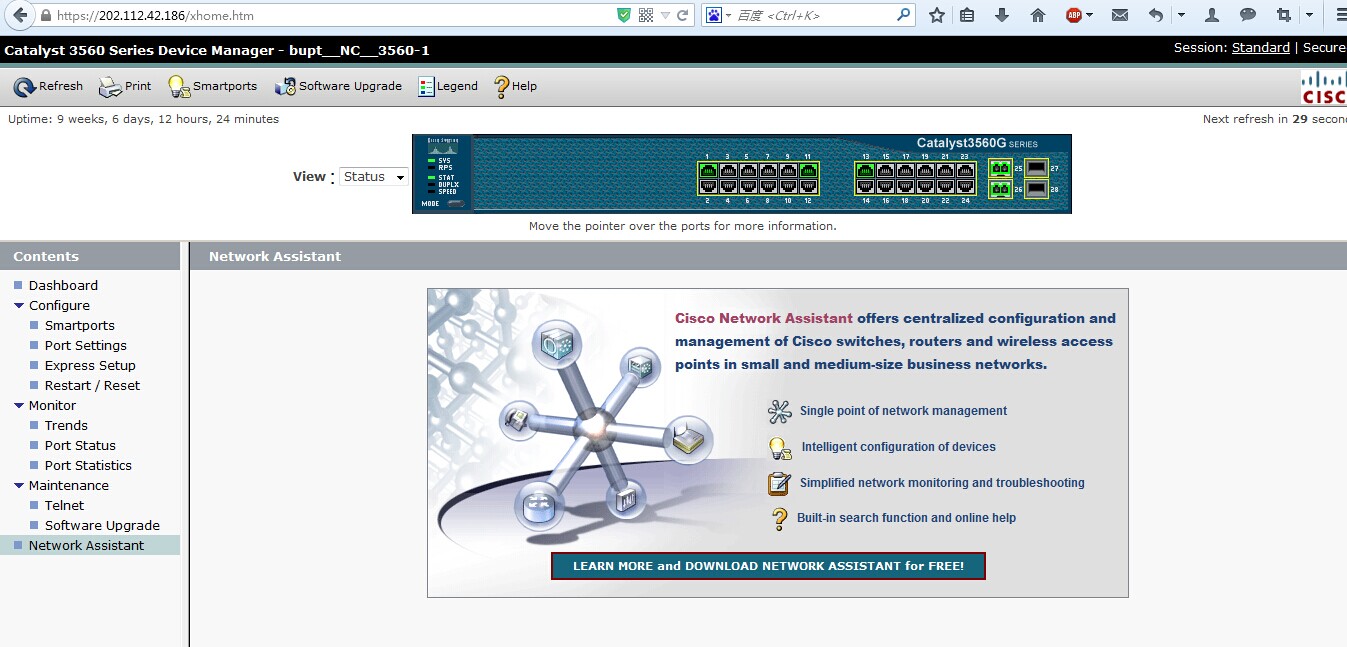 https://202.112.42.186/xhome.htm
百度 <Ctrl+K>
ABP
Catalyst 3560 Series Device Manager - bupt__NC__3560-1
Session: Standard | Secure
Refresh Print Smartports Software Upgrade Legend Help
CISC
Uptime: 9 weeks, 6 days, 12 hours, 24 minutes
Next refresh in 29 secon
View : Status
Catalyst3560G SERIES
SYS
RPS
STAT
DUPLX
SPEED
MODE
1 3 5 7 9 11 13 15 17 19 21 23
25 27
26 28
2 4 6 8 10 12 14 16 18 20 22 24
Move the pointer over the ports for more information.
Contents
Dashboard
Configure
Smartports
Port Settings
Express Setup
Restart / Reset
Monitor
Trends
Port Status
Port Statistics
Maintenance
Telnet
Software Upgrade
Network Assistant
Network Assistant
Cisco Network Assistant offers centralized configuration and
management of Cisco switches, routers and wireless access
points in small and medium-size business networks.
Single point of network management
Intelligent configuration of devices
Simplified network monitoring and troubleshooting
Built-in search function and online help
LEARN MORE and DOWNLOAD NETWORK ASSISTANT for FREE!